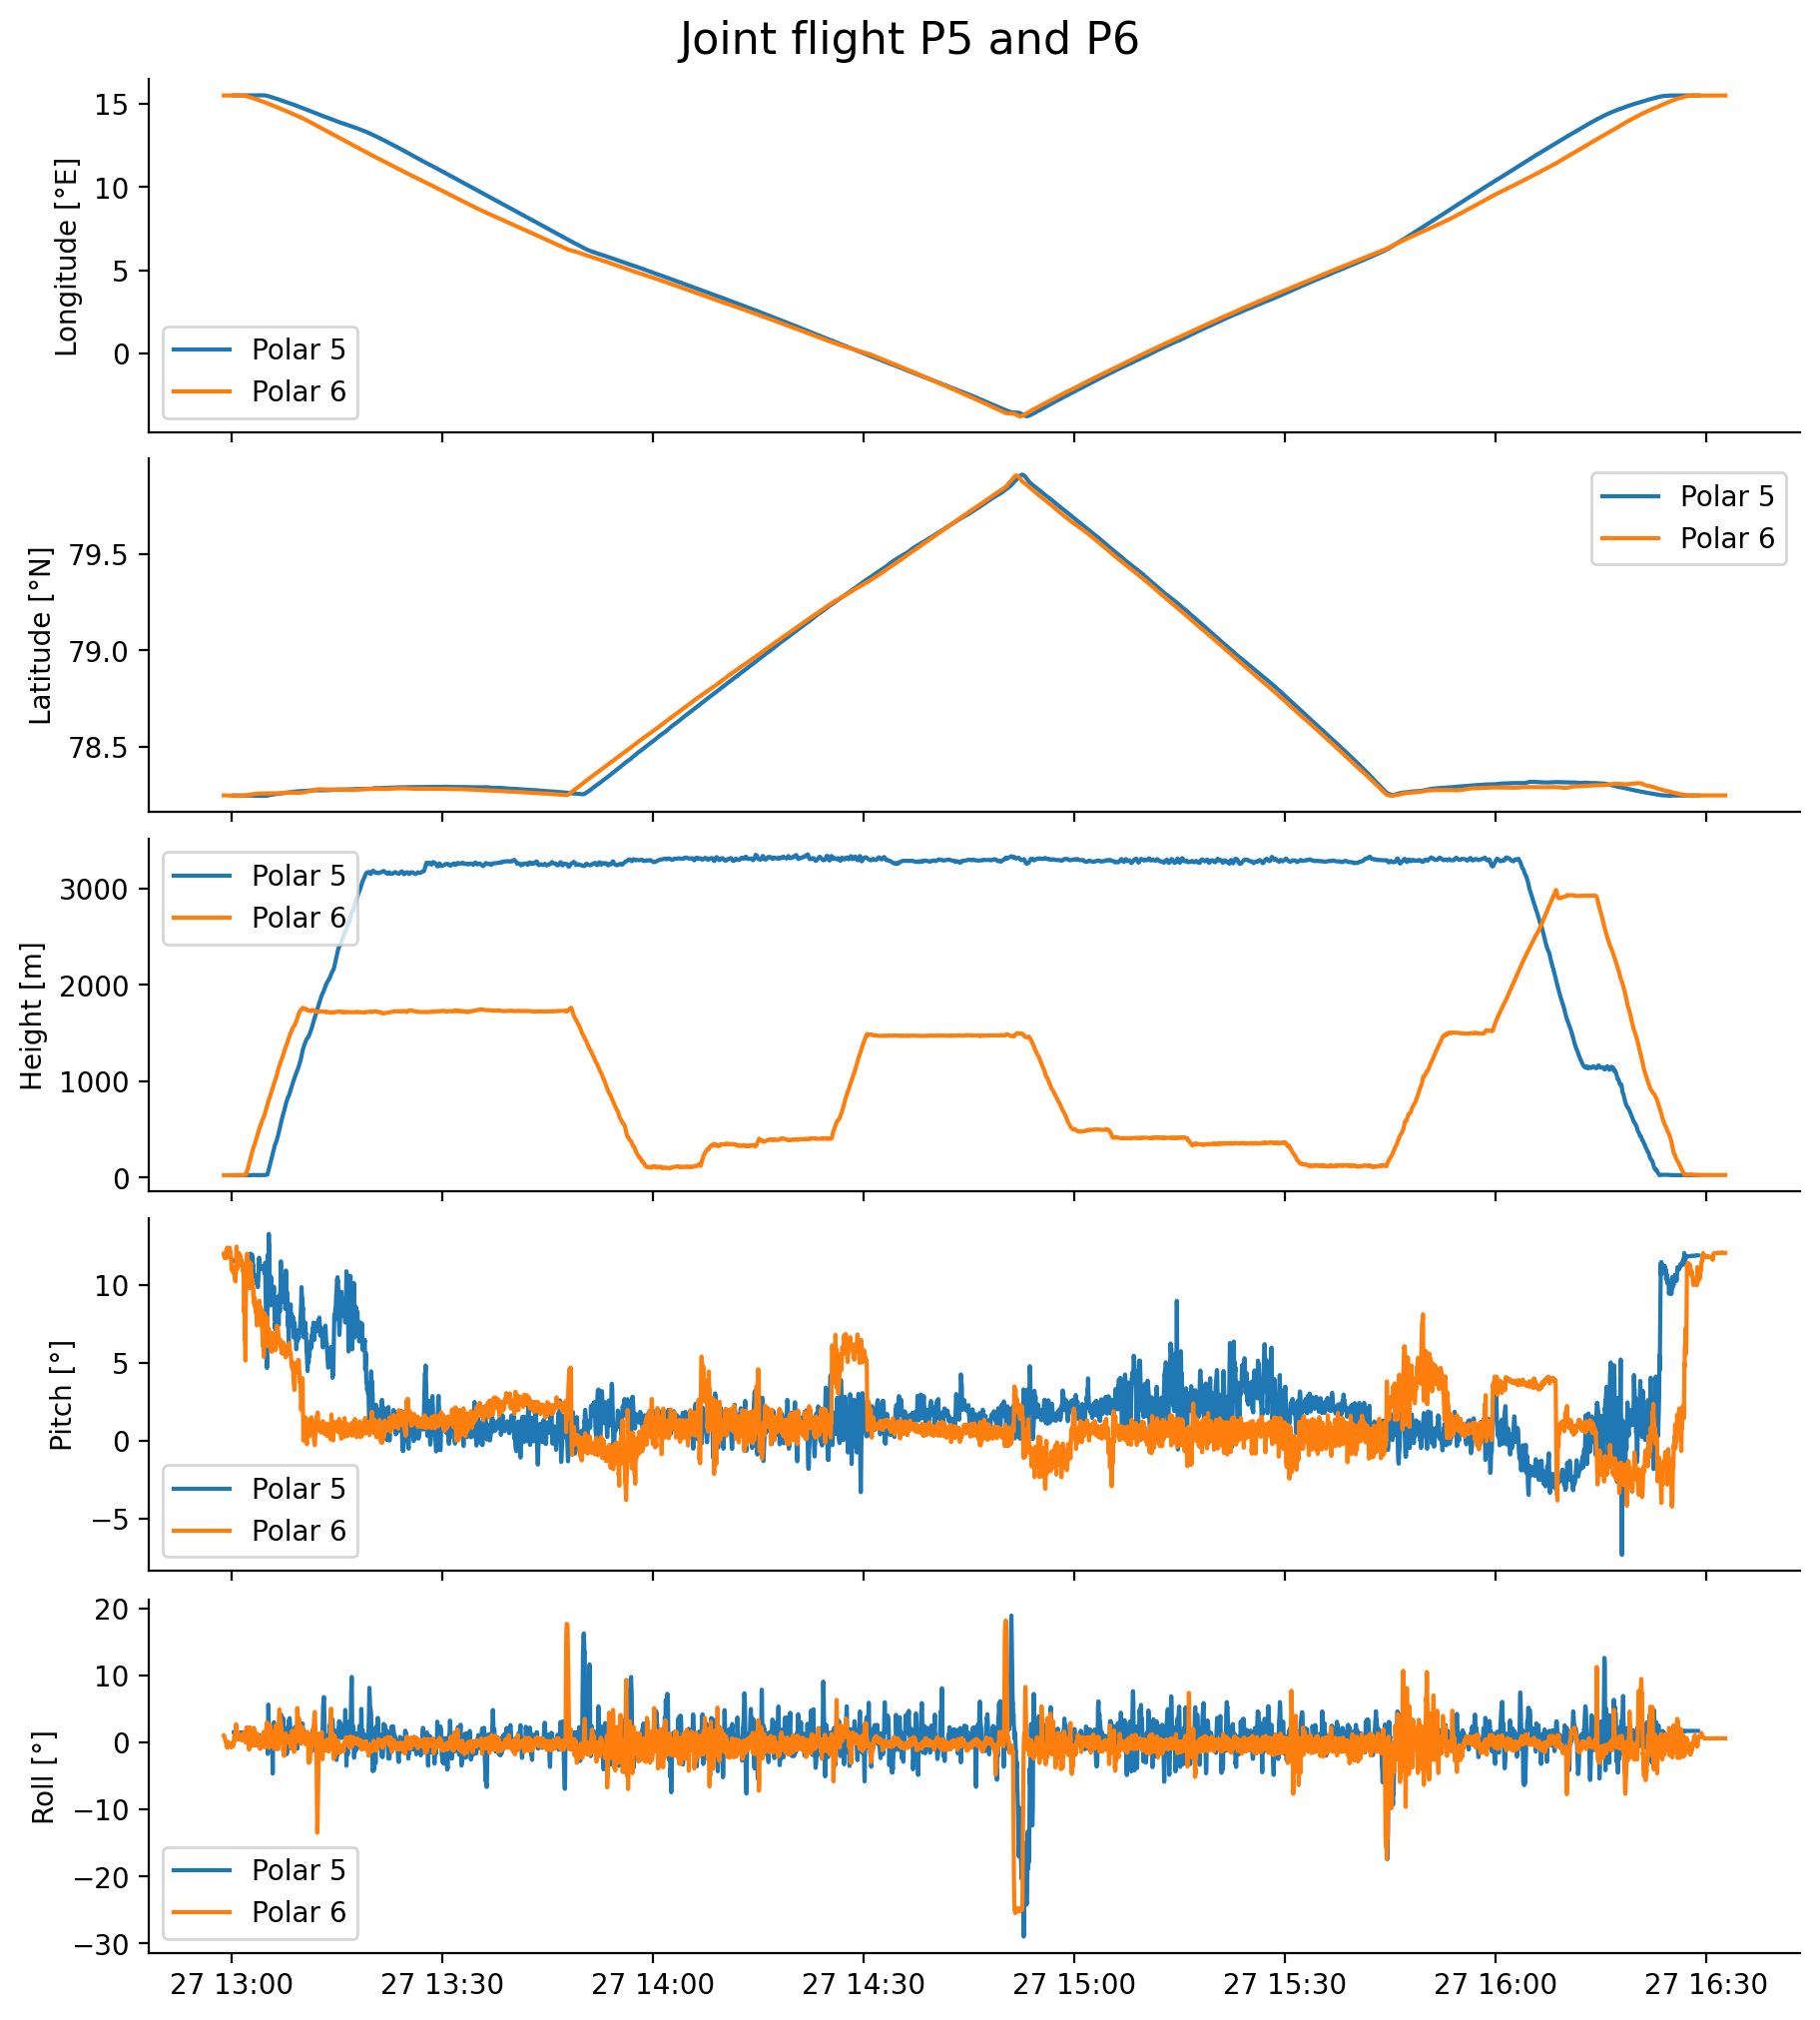 Joint flight P5 and P6
Longitude [°E]
15
10
5
0
Polar 5
Polar 6
Latitude [°N]
79.5
79.0
78.5
Polar 5
Polar 6
Height [m]
3000
2000
1000
0
Polar 5
Polar 6
Pitch [°]
10
5
0
−5
Polar 5
Polar 6
Roll [°]
20
10
0
−10
−20
−30
Polar 5
Polar 6
27 13:00 27 13:30 27 14:00 27 14:30 27 15:00 27 15:30 27 16:00 27 16:30